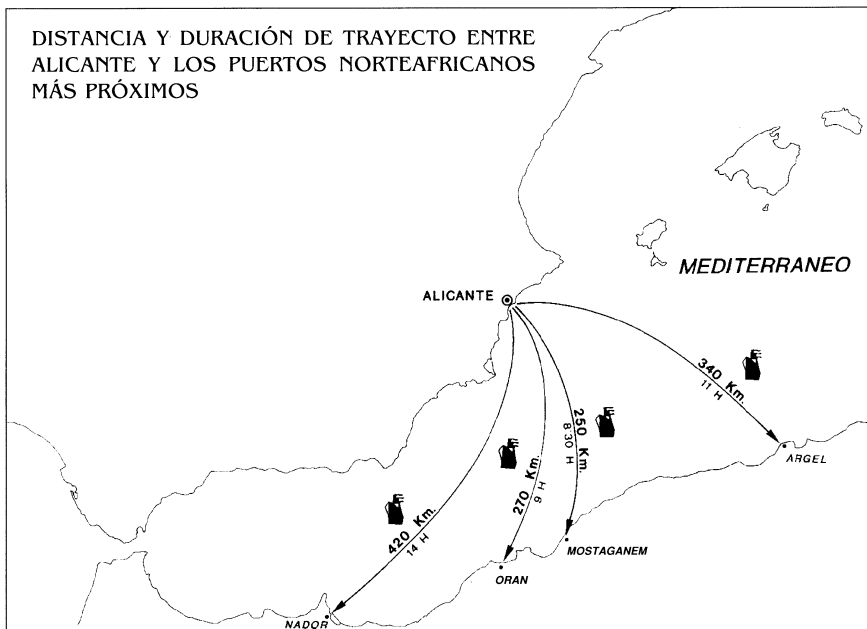 DISTANCIA Y DURACIÓN DE TRAYECTO ENTRE
ALICANTE Y LOS PUERTOS NORTEAFRICANOS
MÁS PRÓXIMOS
MEDITERRANEO
ALICANTE
340 Km.
11 H
250 Km.
8'30 H
270 Km.
9 H
420 Km.
14 H
ARGEL
MOSTAGANEM
ORAN
NADOR